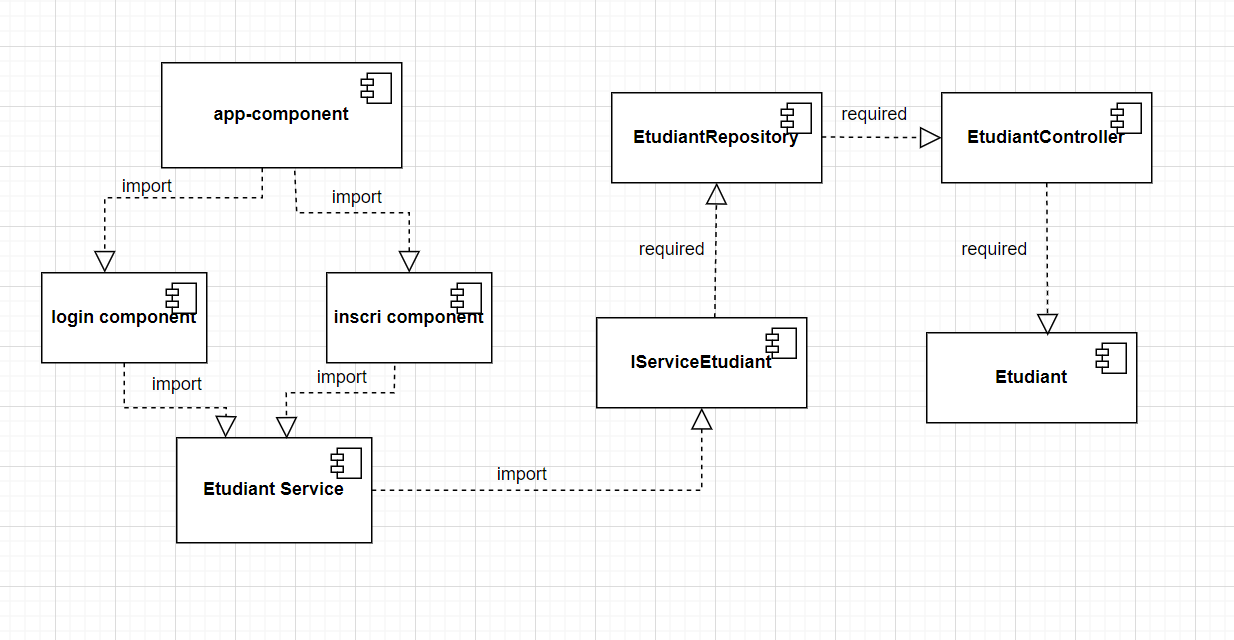 app-component
import
import
login component
inscri component
import
import
Etudiant Service
import
EtudiantRepository
required
EtudiantController
required
required
IServiceEtudiant
Etudiant